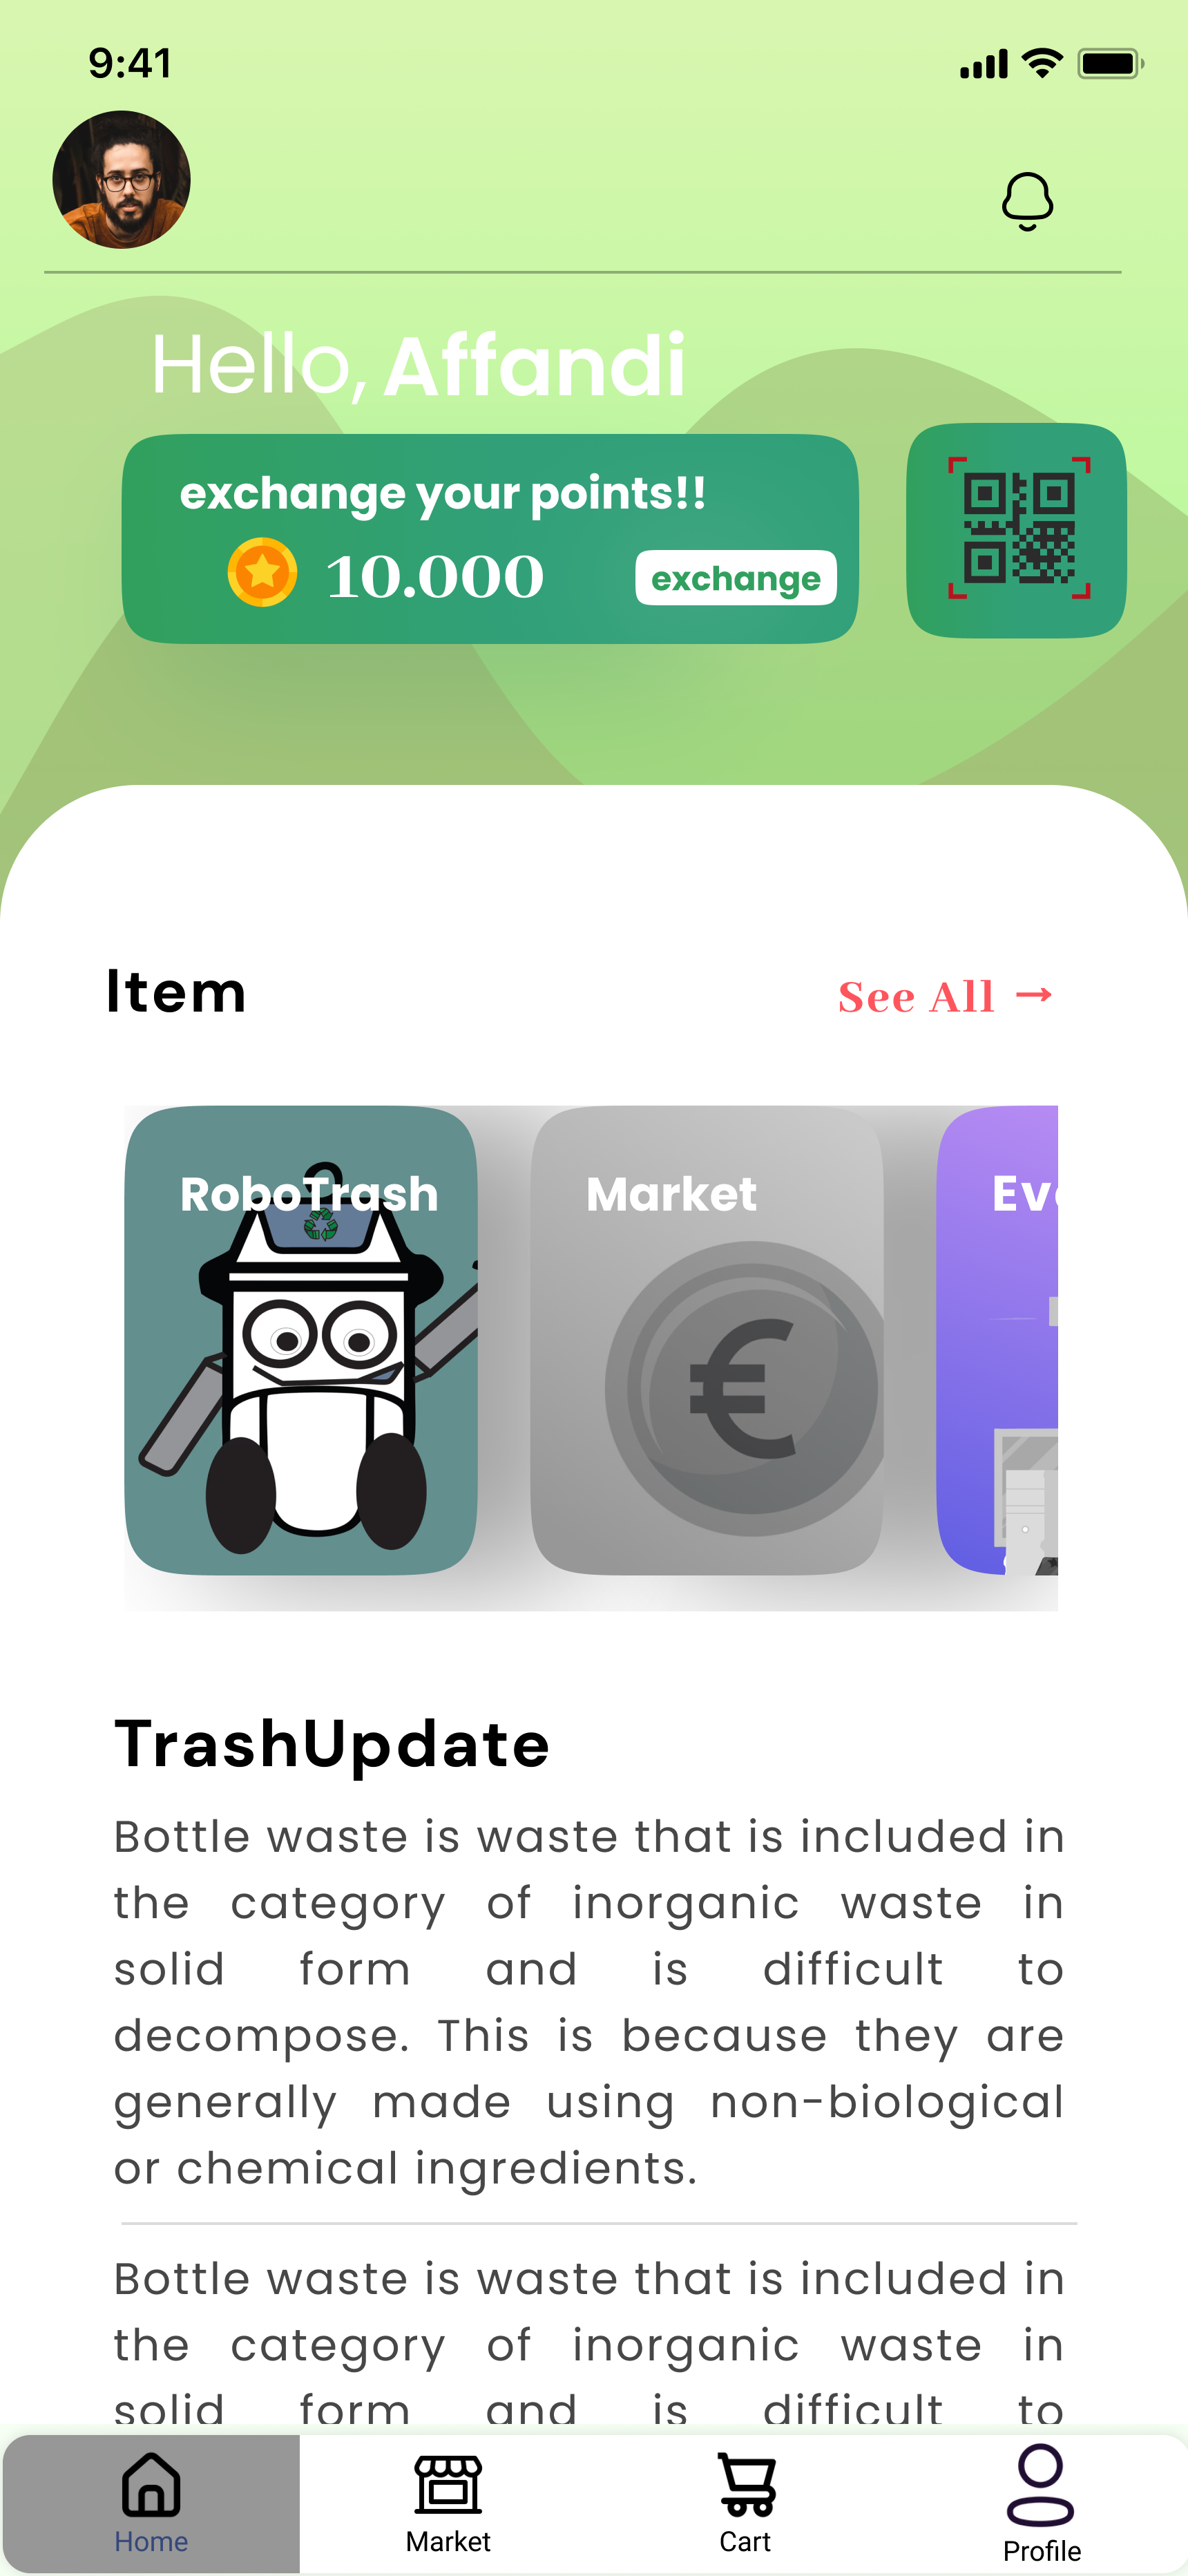 9:41
Hello, Affandi
exchange your points!!
10.000
exchange
Item
See All →
RoboTrash
Market
TrashUpdate
Bottle waste is waste that is included in
the category of inorganic waste in
solid form and is difficult to
decompose. This is because they are
generally made using non-biological
or chemical ingredients.
Bottle waste is waste that is included in
the category of inorganic waste in
solid form and is difficult to
Home
Market
Cart
Profile